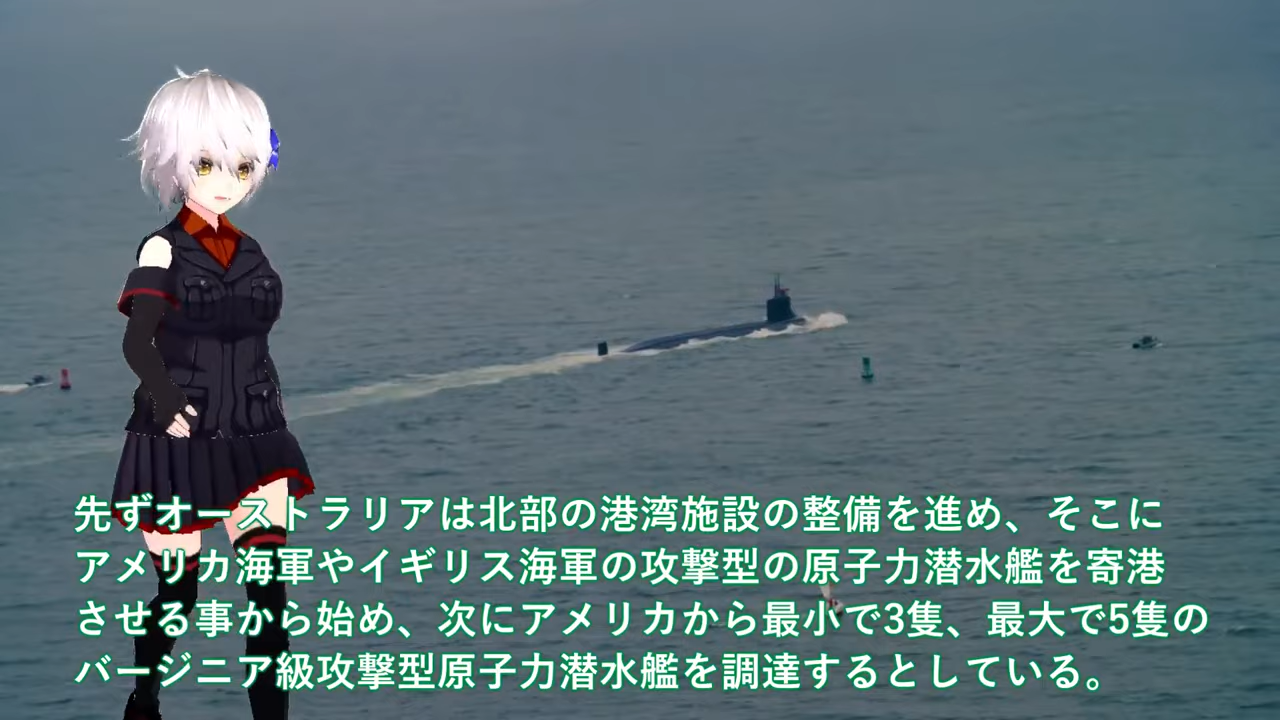 先ずオーストラリアは北部の港湾施設の整備を進め、そこに
アメリカ海軍やイギリス海軍の攻撃型の原子力潜水艦を寄港
させる事から始め、次にアメリカから最小で3隻、最大で5隻の
バージニア級攻撃型原子力潜水艦を調達するとしている。